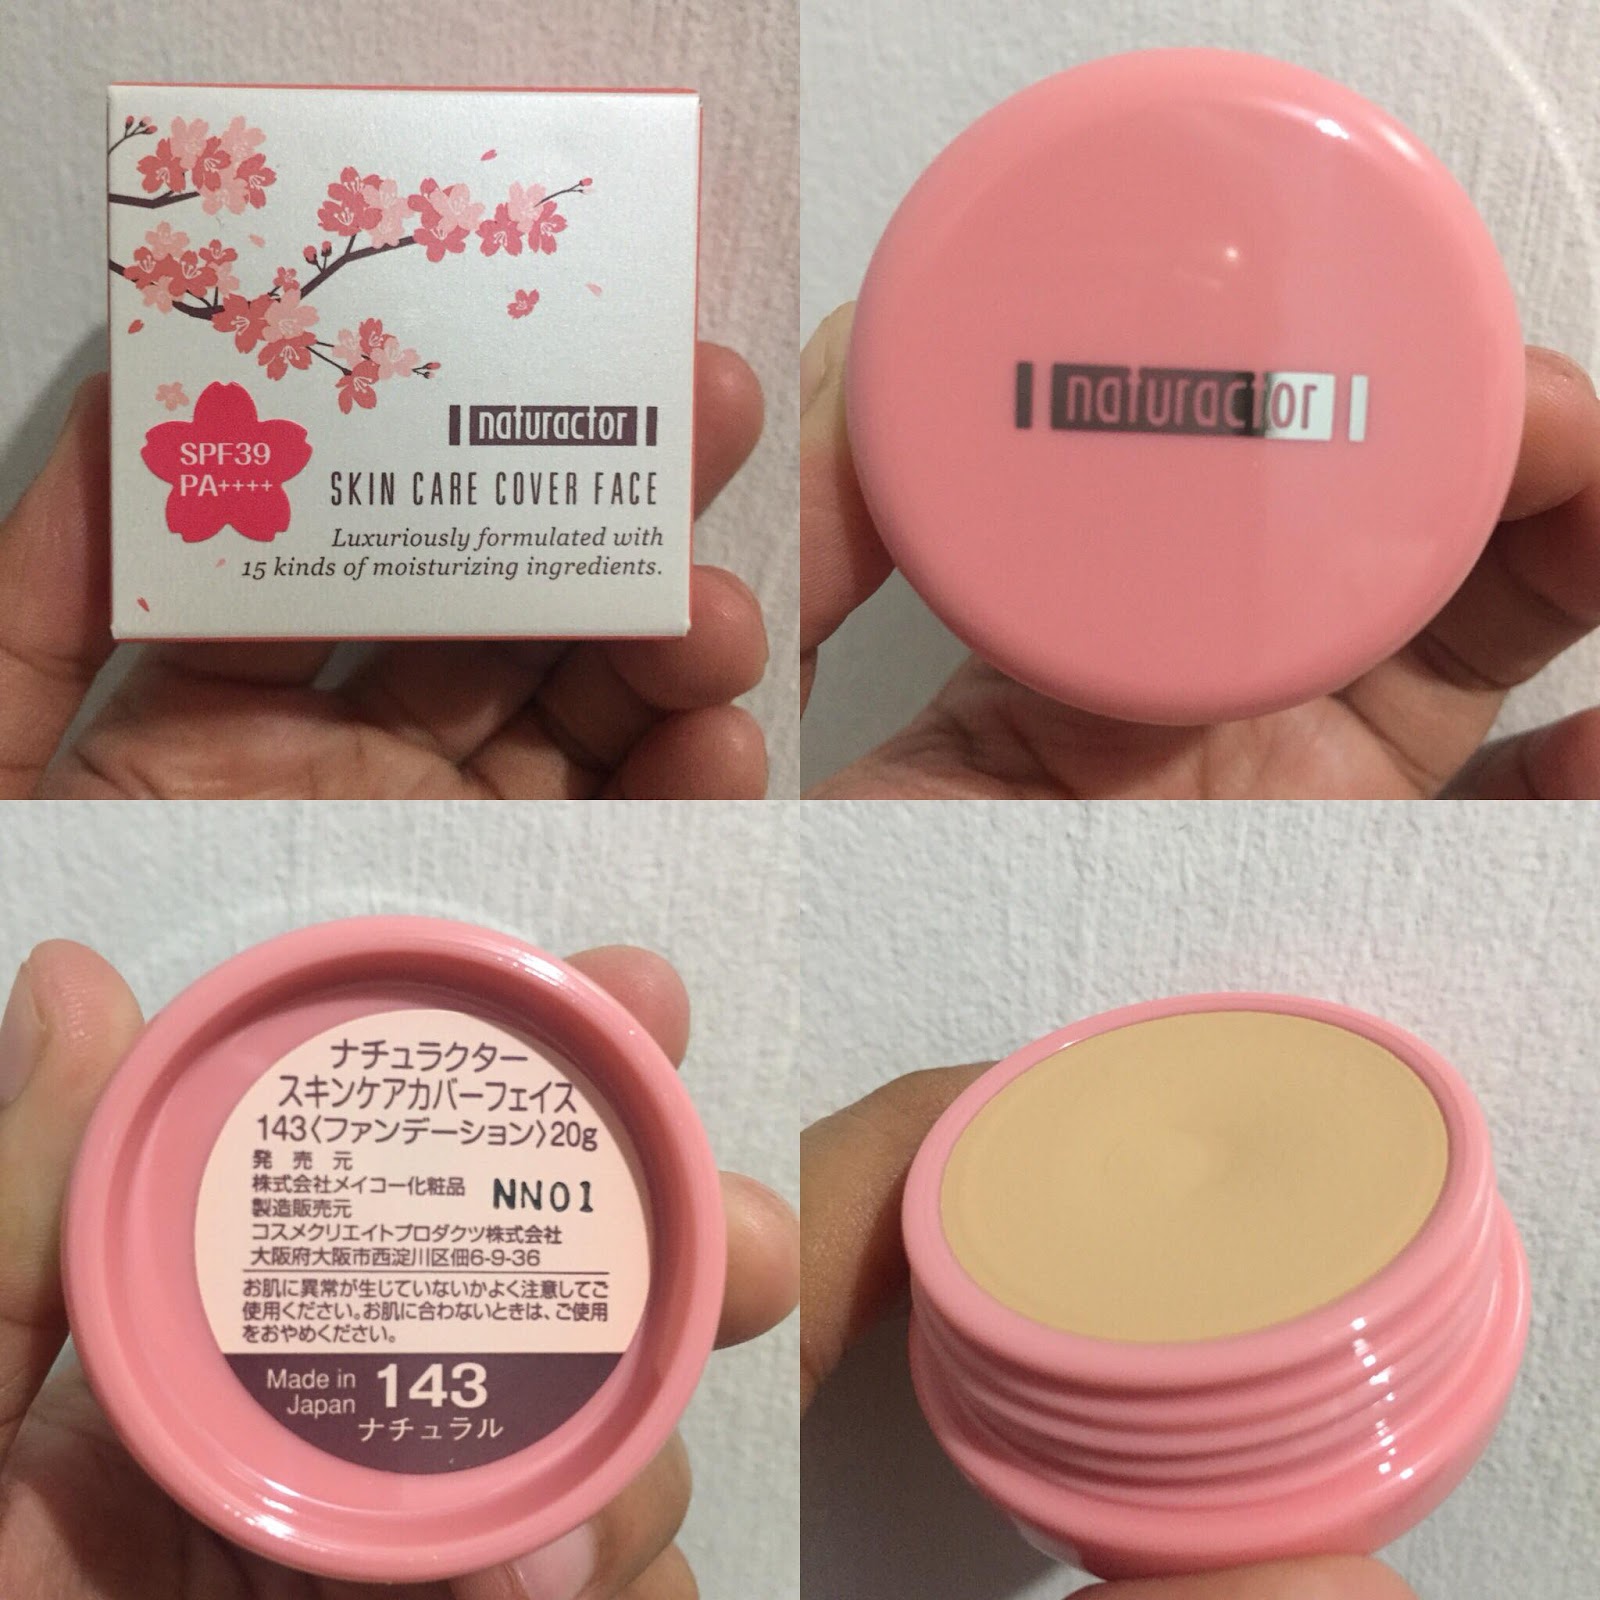 SPF39
PA++++
naturactor
SKIN CARE COVER FACE
Luxuriously formulated with
15 kinds of moisturizing ingredients.
naturactor
ナチュラクター
スキンケアカバーフェイス
143〈ファンデーション〉20g
発売元
株式会社メイコー化粧品
NN01
製造販売元
コスメクリエイトプロダクツ株式会社
大阪府大阪市西淀川区佃6-9-36
お肌に異常が生じていないかよく注意してご
使用ください。お肌に合わないときは、ご使用
をおやめください。
Made in
Japan
143
ナチュラル